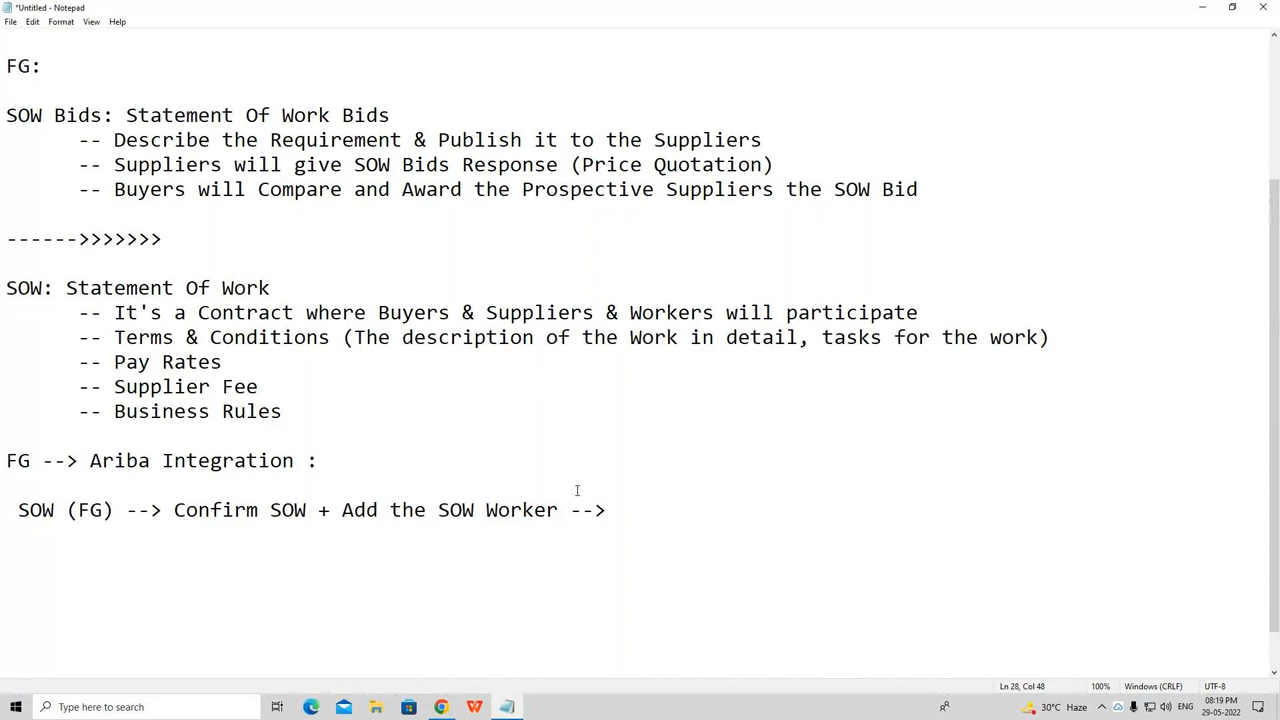 *Untitled - Notepad
File Edit Format View Help
FG:
SOW Bids: Statement Of Work Bids
-- Describe the Requirement & Publish it to the Suppliers
-- Suppliers will give SOW Bids Response (Price Quotation)
-- Buyers will Compare and Award the Prospective Suppliers the SOW Bid
------>>>>>>>
SOW: Statement Of Work
-- It's a Contract where Buyers & Suppliers & Workers will participate
-- Terms & Conditions (The description of the Work in detail, tasks for the work)
-- Pay Rates
-- Supplier Fee
-- Business Rules
FG --> Ariba Integration :
SOW (FG) --> Confirm SOW + Add the SOW Worker -->
Ln 28, Col 48 100% Windows (CRLF) UTF-8
Type here to search 30°C Haze ENG 08:19 PM
29-05-2022